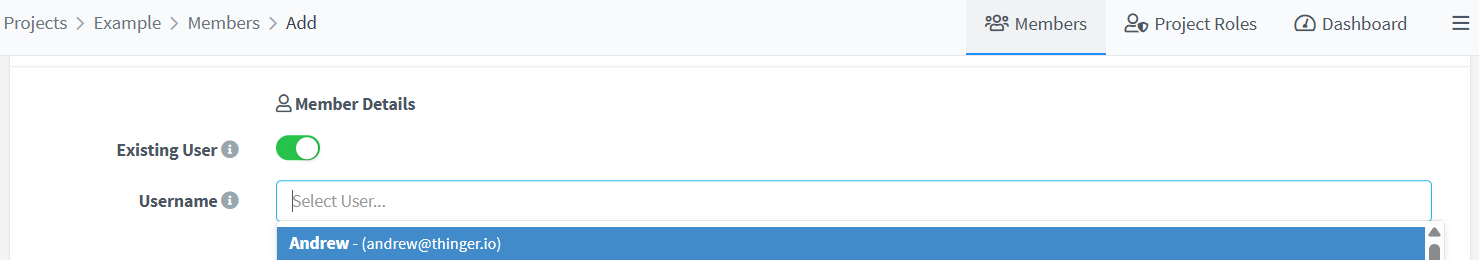 Projects > Example > Members > Add
Members
Project Roles
Dashboard
Member Details
Existing User
Username
Select User...
Andrew - (andrew@thinger.io)